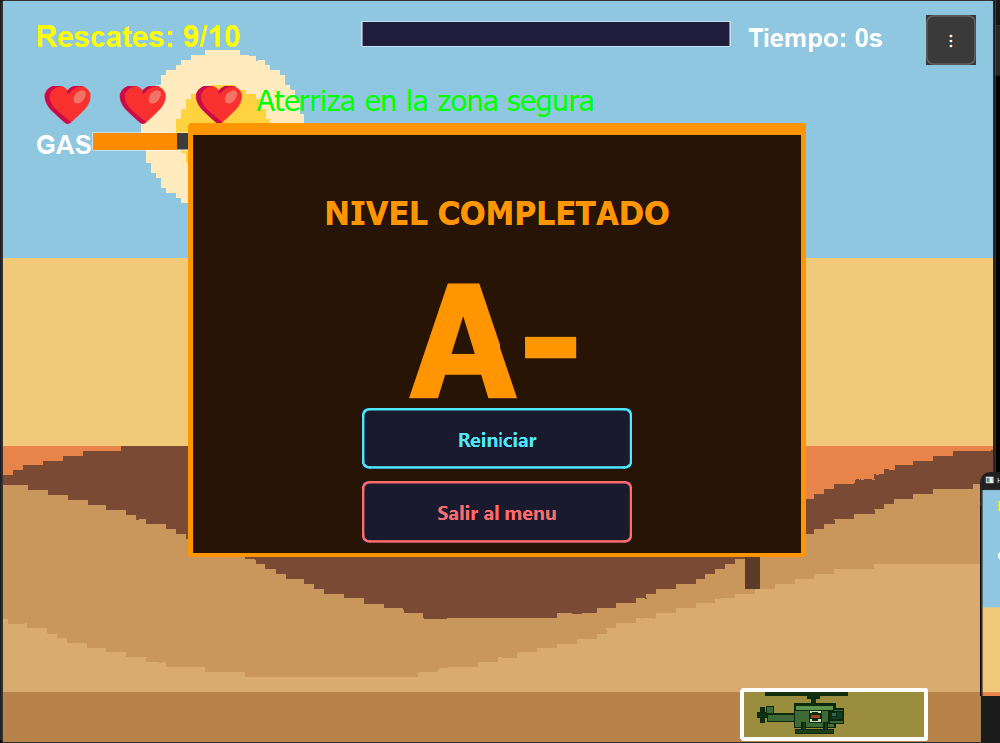 Rescates: 9/10
Tiempo: 0s
Aterriza en la zona segura
GAS
NIVEL COMPLETADO
A-
Reiniciar
Salir al menu